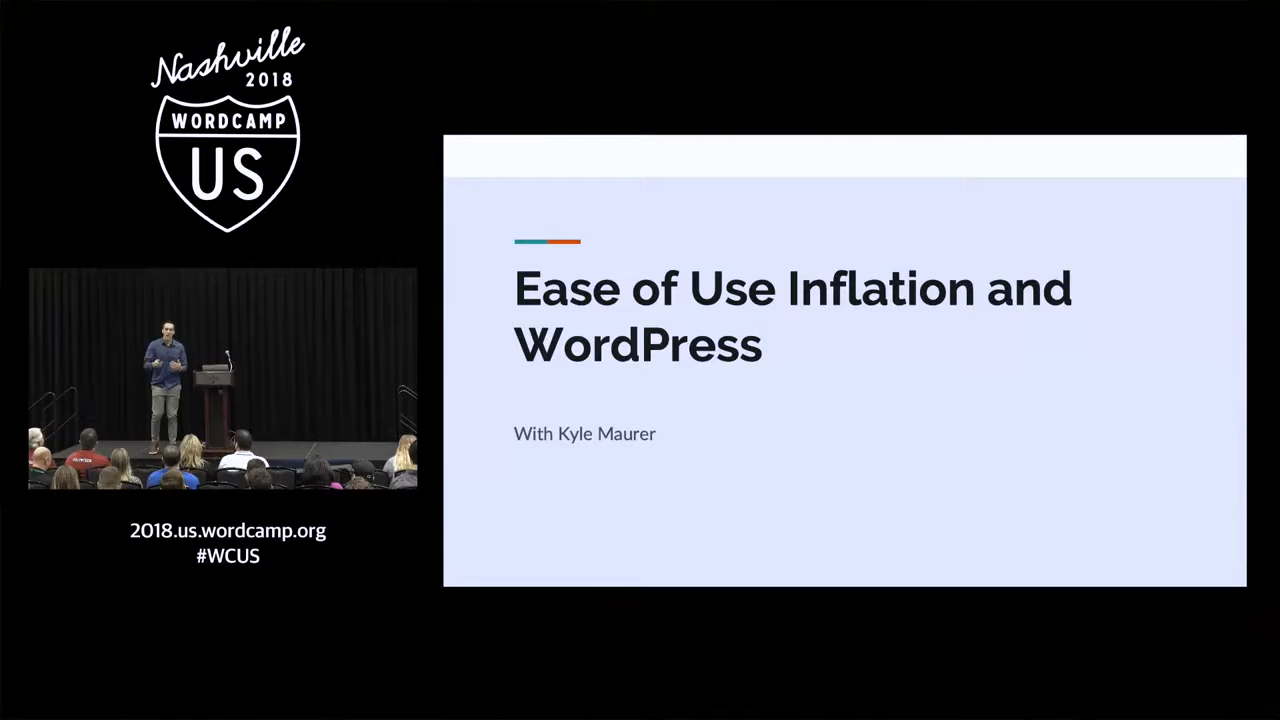 Nashville
2018
WORDCAMP
US
2018.us.wordcamp.org
#WCUS
Ease of Use Inflation and
WordPress
With Kyle Maurer